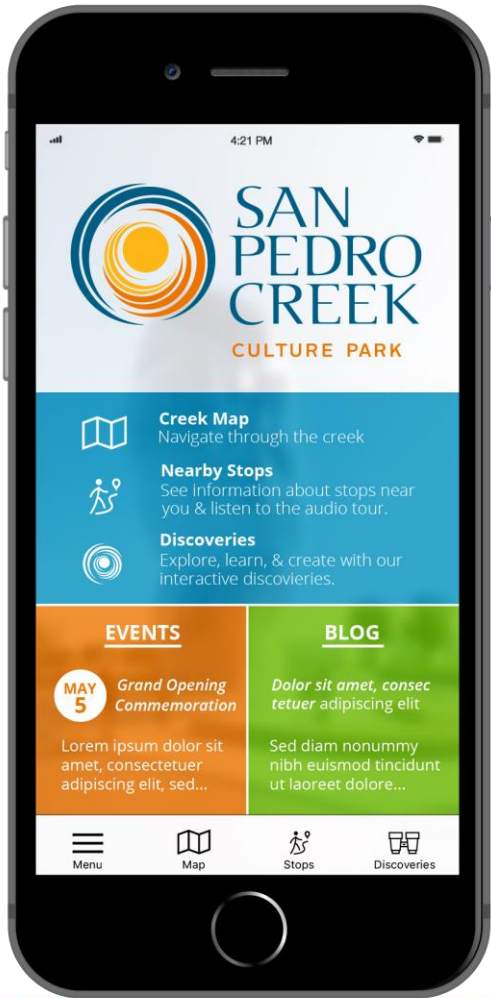 4:21 PM
SAN
PEDRO
CREEK
CULTURE PARK
Creek Map
Navigate through the creek
Nearby Stops
See information about stops near
you & listen to the audio tour.
Discoveries
Explore, learn, & create with our
interactive discovieries.
EVENTS
MAY
5
Grand Opening
Commemoration
Lorem ipsum dolor sit
amet, consectetuer
adipiscing elit, sed...
BLOG
Dolor sit amet, consec
tetuer adipiscing elit
Sed diam nonummy
nibh euismod tincidunt
ut laoreet dolore...
Menu
Map
Stops
Discoveries